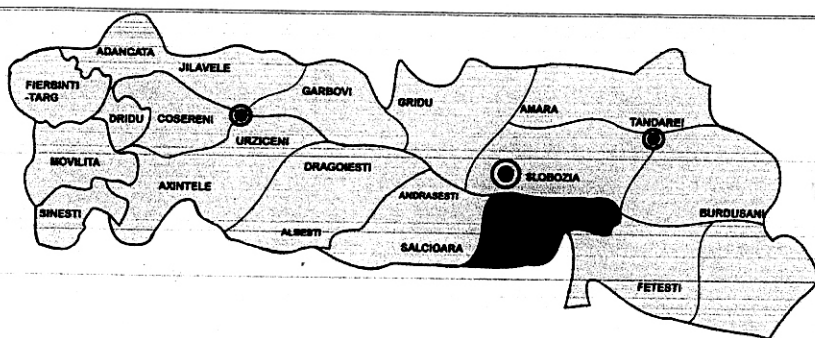 ADANCATA
JILAVELE
FIERBINTI
-TARG
GARBOVI
GRIDU
AMARA
DRIDU
COSERENI
TANDAREI
URZICENI
MOVILITA
DRAGOIESTI
AXINTELE
SLOBOZIA
ANDRASESTI
SINESTI
BURDUSANI
ALBESTI
SALCIOARA
FETESTI